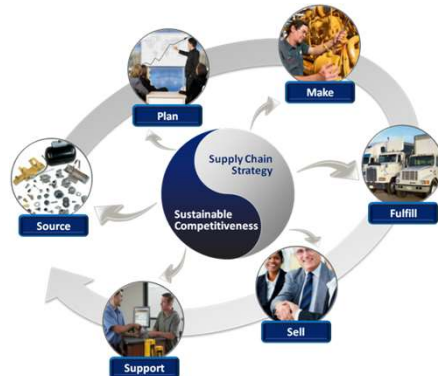 Make
Plan
Supply Chain
Strategy
Sustainable
Competitiveness
Fulfill
Source
Sell
Support